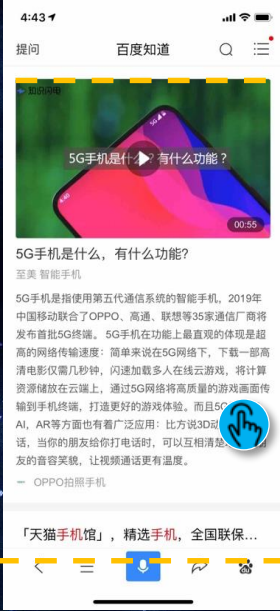 4:43
提问
百度知道
知识闪电
5G手机是什么？有什么功能？
00:55
5G手机是什么，有什么功能?
至美 智能手机
5G手机是指使用第五代通信系统的智能手机，2019年
中国移动联合了OPPO、高通、联想等35家通信厂商将
发布首批5G终端。 5G手机在功能上最直观的体现是超
高的网络传输速度：简单来说在5G网络下，下载一部高
清电影仅需几秒钟，闪速加载多人在线云游戏，将计算
资源储放在云端上，通过5G网络将高质量的游戏画面传
输到手机终端，打造更好的游戏体验。而且5G
AI，AR等方面也有着广泛应用：比方说3D动
话，当你的朋友给你打电话时，可以互相清楚
友的音容笑貌，让视频通话更有温度。
OPPO拍照手机
「天猫手机馆」，精选手机，全国联保...